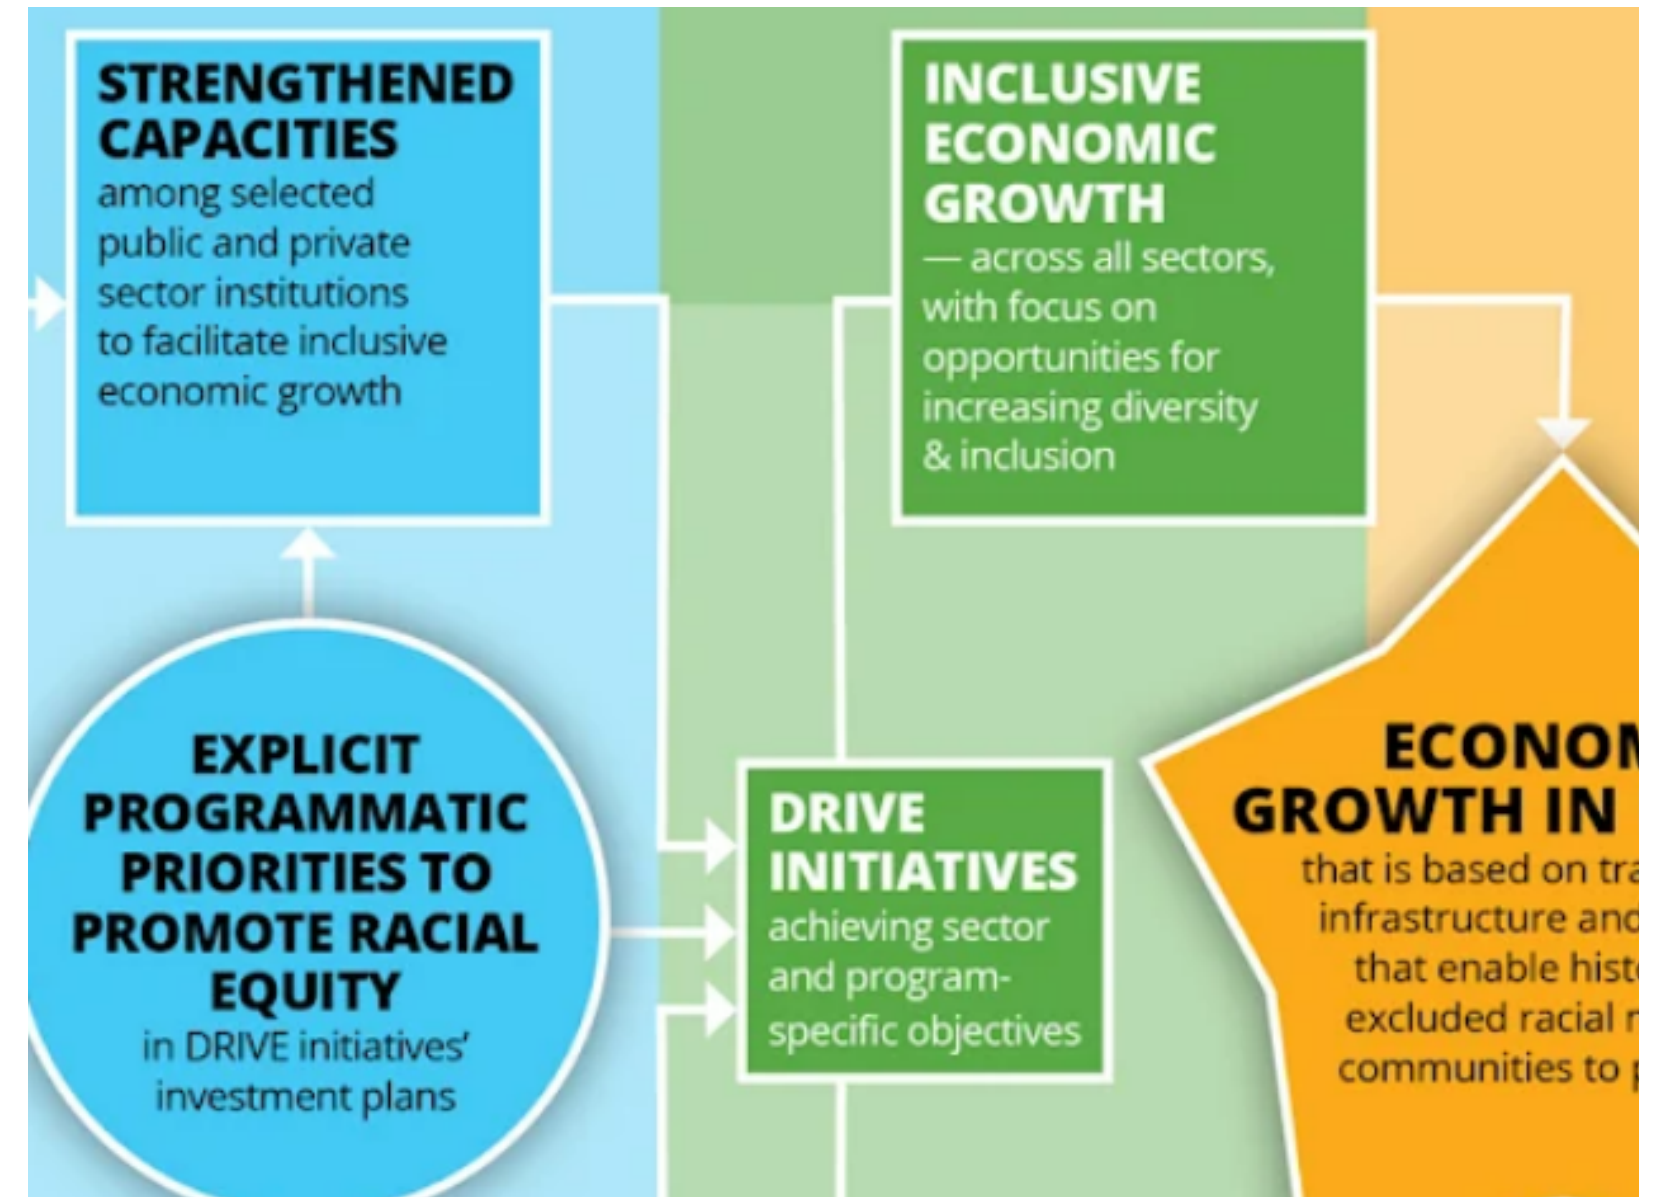 STRENGTHENED
CAPACITIES
among selected
public and private
sector institutions
to facilitate inclusive
economic growth
INCLUSIVE
ECONOMIC
GROWTH
— across all sectors,
with focus on
opportunities for
increasing diversity
& inclusion
EXPLICIT
PROGRAMMATIC
PRIORITIES TO
PROMOTE RACIAL
EQUITY
in DRIVE initiatives’
investment plans
DRIVE
INITIATIVES
achieving sector
and program-
specific objectives
GROWTH IN
that is based on
infrastructure
that enable
excluded racial
communities to